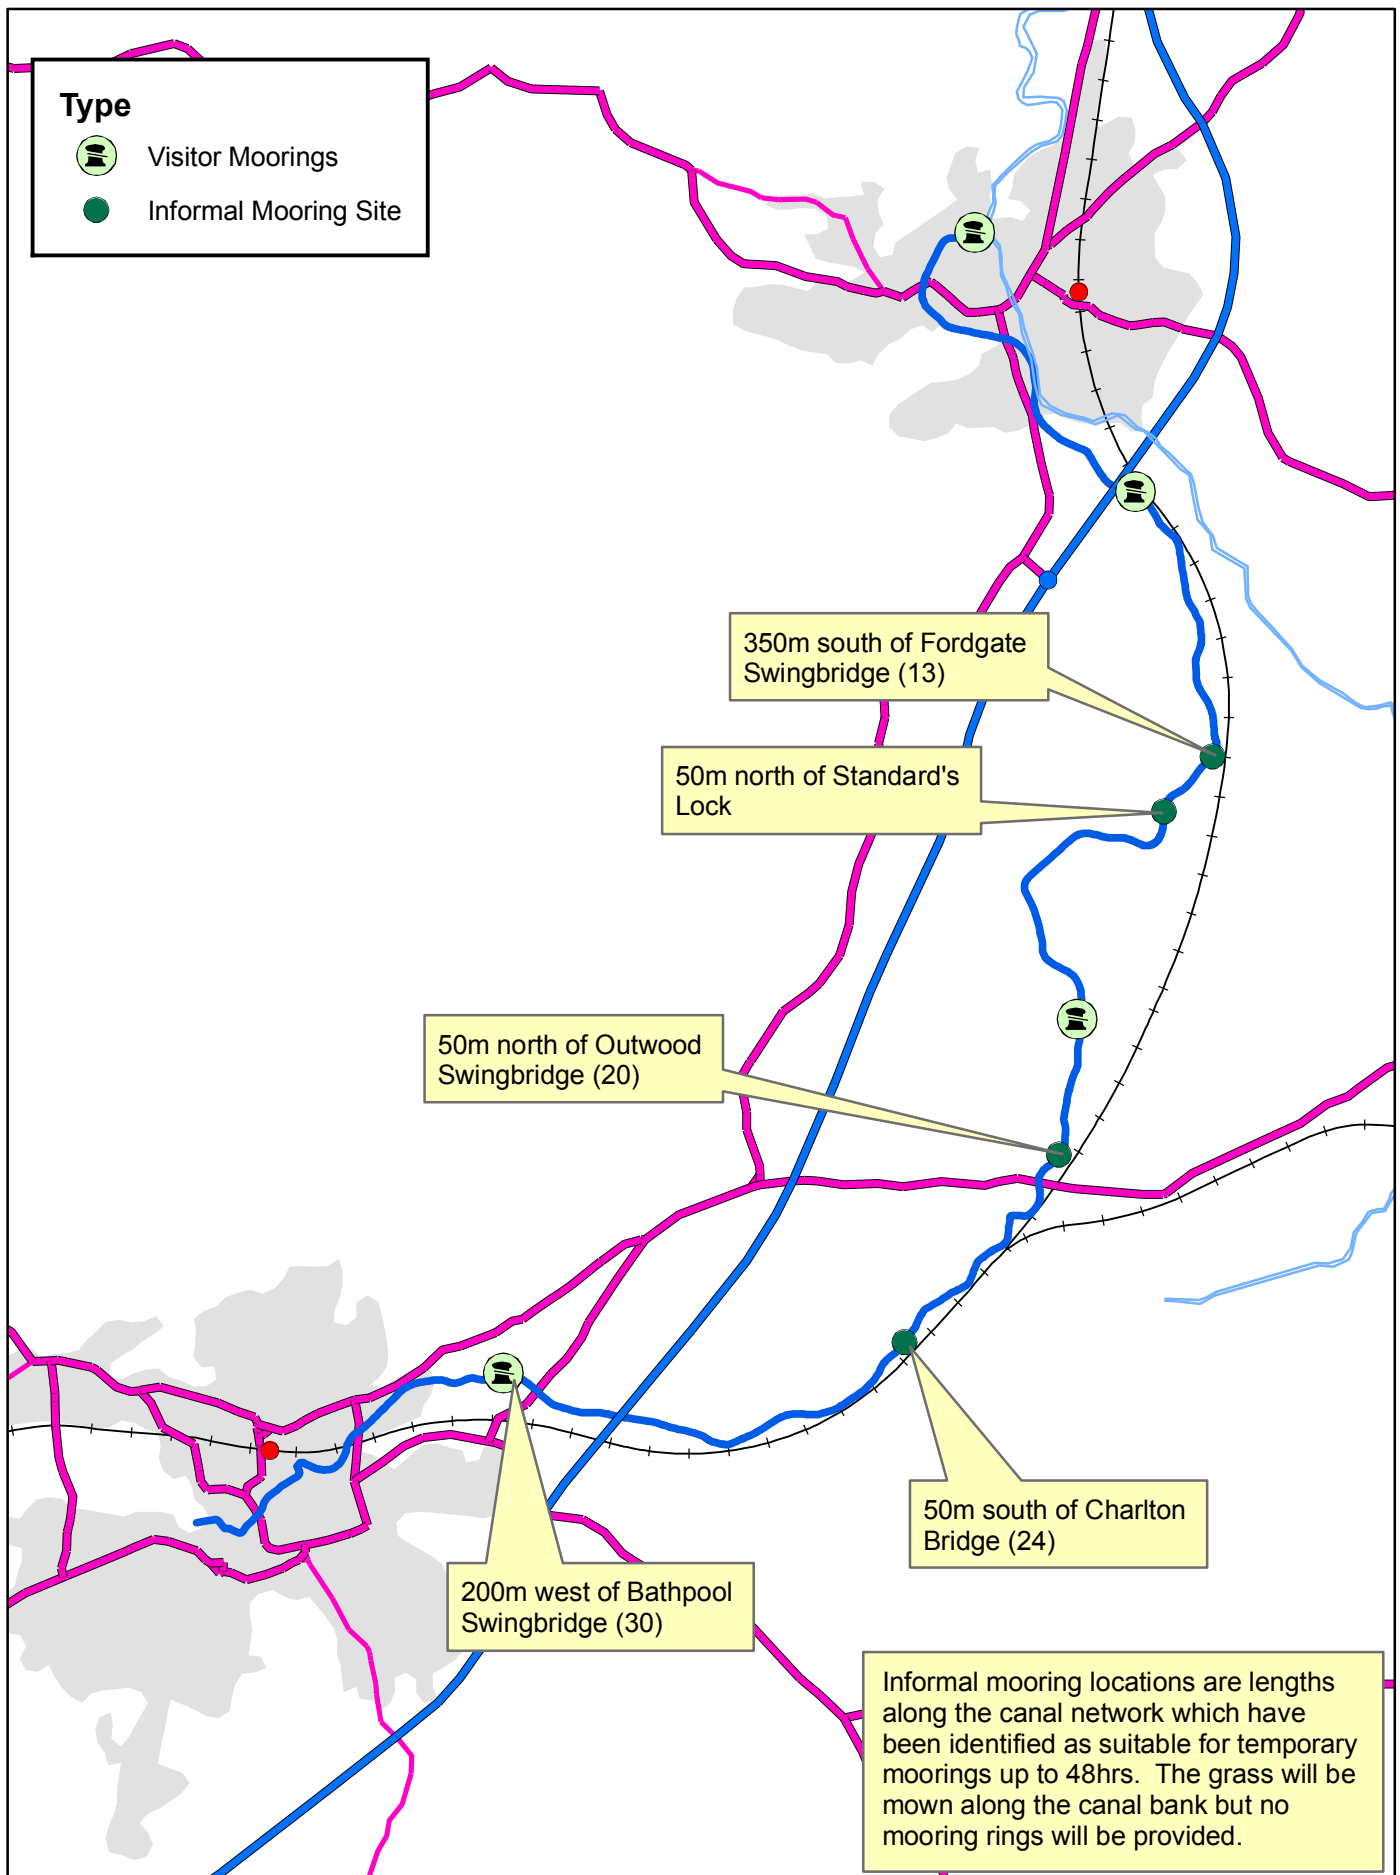 Type
Visitor Moorings
Informal Mooring Site
350m south of Fordgate
Swingbridge (13)
50m north of Standard's
Lock
50m north of Outwood
Swingbridge (20)
50m south of Charlton
Bridge (24)
200m west of Bathpool
Swingbridge (30)
Informal mooring locations are lengths
along the canal network which have
been identified as suitable for temporary
moorings up to 48hrs.  The grass will be
mown along the canal bank but no
mooring rings will be provided.